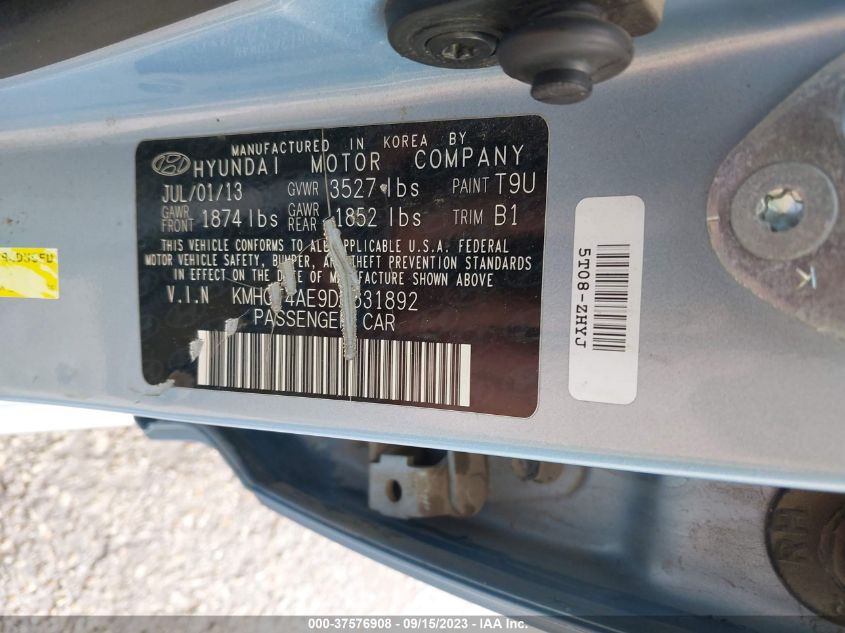 MANUFACTURED IN KOREA BY
HYUNDAI MOTOR COMPANY
JUL/01/13 GVWR 3527 lbs PAINT T9U
GAWR FRONT 1874 lbs GAWR REAR 1852 lbs TRIM B1
THIS VEHICLE CONFORMS TO ALL APPLICABLE U.S.A. FEDERAL
MOTOR VEHICLE SAFETY, BUMPER, AND THEFT PREVENTION STANDARDS
IN EFFECT ON THE DATE OF MANUFACTURE SHOWN ABOVE.
V.I.N
PASSENGER CAR
5T08-ZHYJ
RH
000-37576908 - 09/15/2023 - IAA Inc.